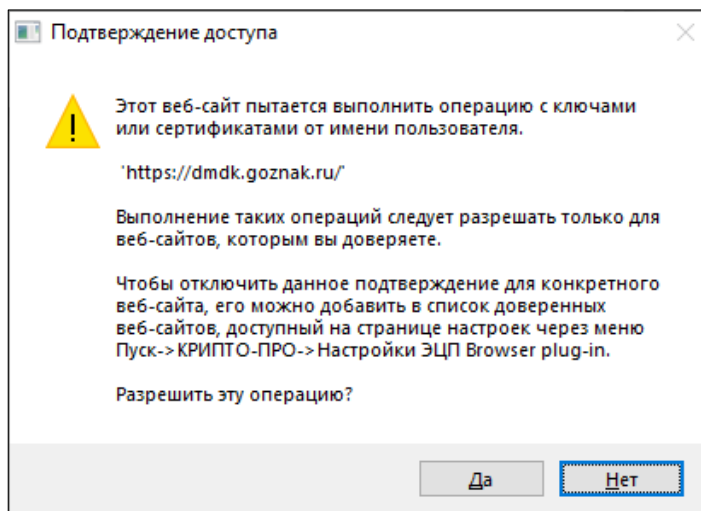 Подтверждение доступа
Этот веб-сайт пытается выполнить операцию с ключами
или сертификатами от имени пользователя.
'https://dmdk.goznak.ru/'
Выполнение таких операций следует разрешать только для
веб-сайтов, которым вы доверяете.
Чтобы отключить данное подтверждение для конкретного
веб-сайта, его можно добавить в список доверенных
веб-сайтов, доступный на странице настроек через меню
Пуск->КРИПТО-ПРО->Настройки ЭЦП Browser plug-in.
Разрешить эту операцию?
Да Нет